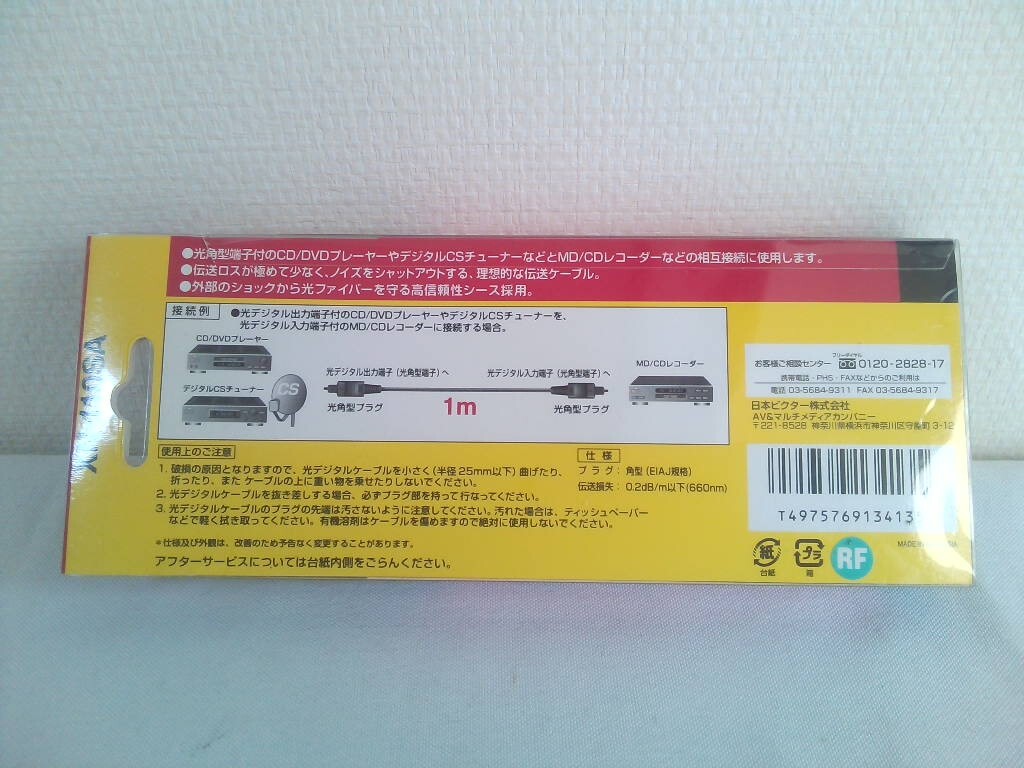 ●光角型端子付のCD/DVDプレーヤーやデジタルCSチューナーなどとMD/CDレコーダーなどの相互接続に使用します。
●伝送ロスが極めて少なく、ノイズをシャットアウトする、理想的な伝送ケーブル。
●外部のショックから光ファイバーを守る高信頼性シース採用。
接続例
●光デジタル出力端子付のCD/DVDプレーヤーやデジタルCSチューナーを、
光デジタル入力端子付のMD/CDレコーダーに接続する場合。
CD/DVDプレーヤー
デジタルCSチューナー
CS
光デジタル出力端子(光角型端子)へ
光角型プラグ
1m
光デジタル入力端子(光角型端子)へ
光角型プラグ
MD/CDレコーダー
使用上のご注意
1. 破損の原因となりますので、光デジタルケーブルを小さく(半径25mm以下)曲げたり、
折ったり、また ケーブルの上に重い物を乗せたりしないでください。
2. 光デジタルケーブルを抜き差しする場合、必ずプラグ部を持って行なってください。
3. 光デジタルケーブルのプラグの先端は汚さないように注意してください。汚れた場合は、ティッシュペーパー
などで軽く拭き取ってください。有機溶剤はケーブルを傷めますので絶対に使用しないでください。
*仕様及び外観は、改善のため予告なく変更することがあります。
アフターサービスについては台紙内側をごらんください。
仕様
プラグ:角型(EIAJ規格)
伝送損失:0.2dB/m以下(660nm)
お客様ご相談センター フリーダイヤル 0120-2828-17
携帯電話・PHS・FAXなどからのご利用は
電話 03-5684-9311 FAX 03-5684-9317
日本ビクター株式会社
AV&マルチメディアカンパニー
〒221-8528 神奈川県横浜市神奈川区守屋町 3-12
T497576913413
紙
台紙
プラ
箱
RF
MADE IN